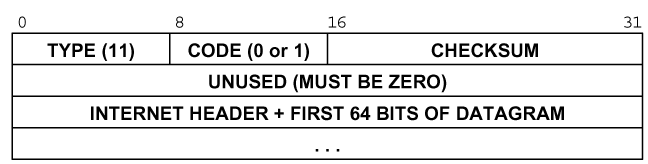 0 8 16 31
TYPE (11) CODE (0 or 1) CHECKSUM
UNUSED (MUST BE ZERO)
INTERNET HEADER + FIRST 64 BITS OF DATAGRAM
. . .